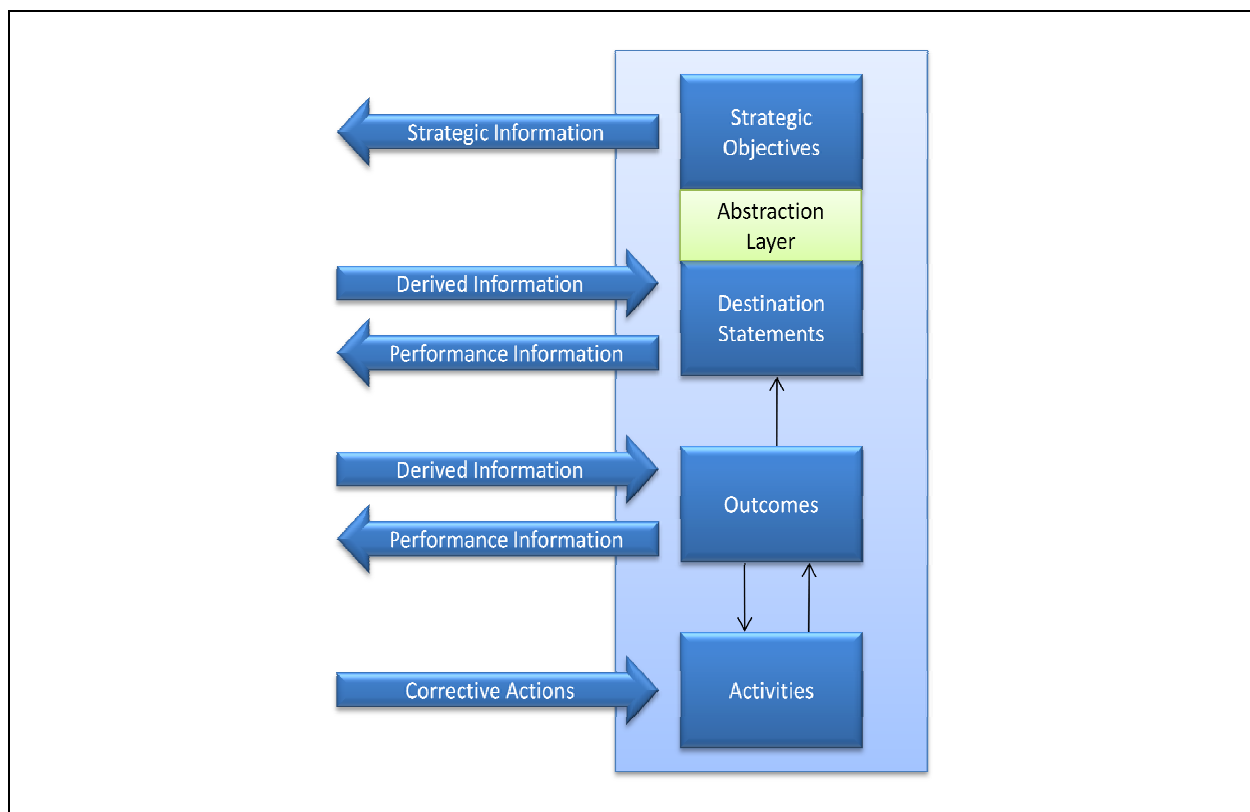 Strategic
Objectives
Strategic Information
Abstraction
Layer
Derived Information
Destination
Statements
Performance Information
Derived Information
Outcomes
Performance Information
Corrective Actions
Activities